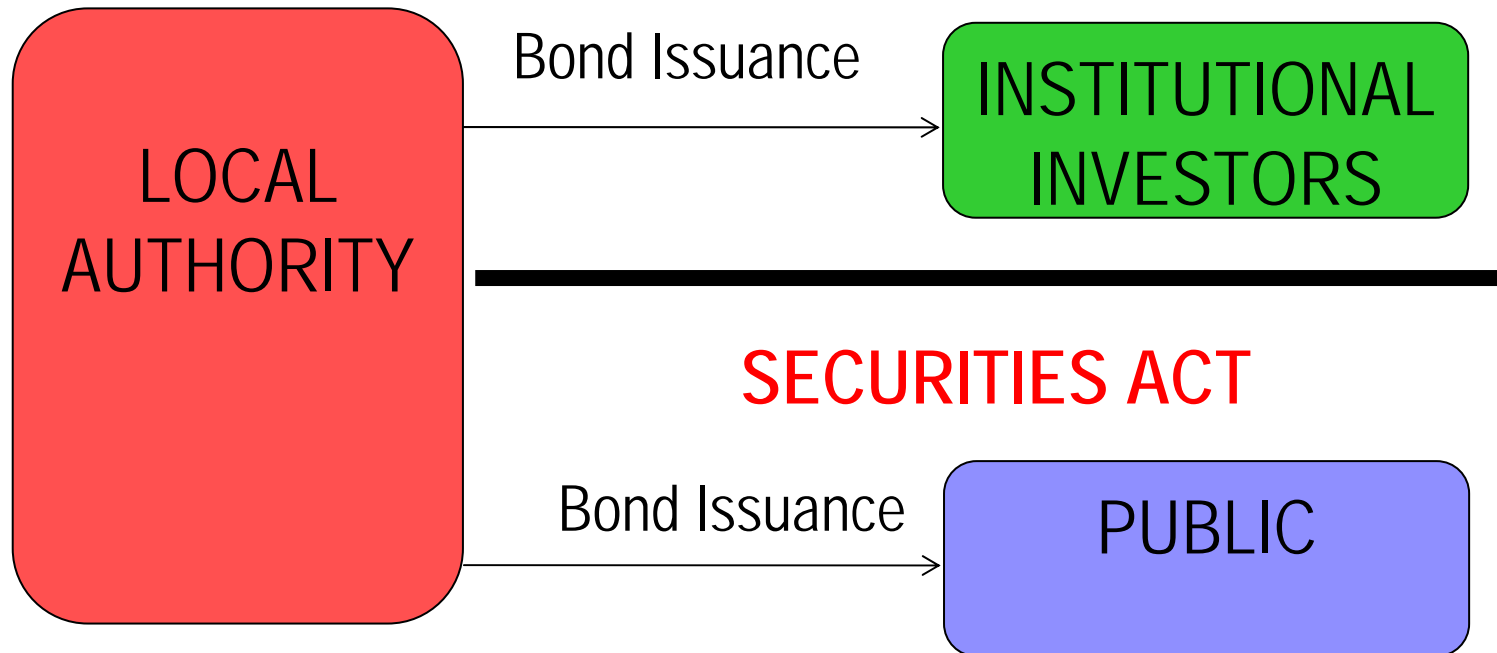 LOCAL
AUTHORITY
Bond Issuance
INSTITUTIONAL
INVESTORS
SECURITIES ACT
Bond Issuance
PUBLIC